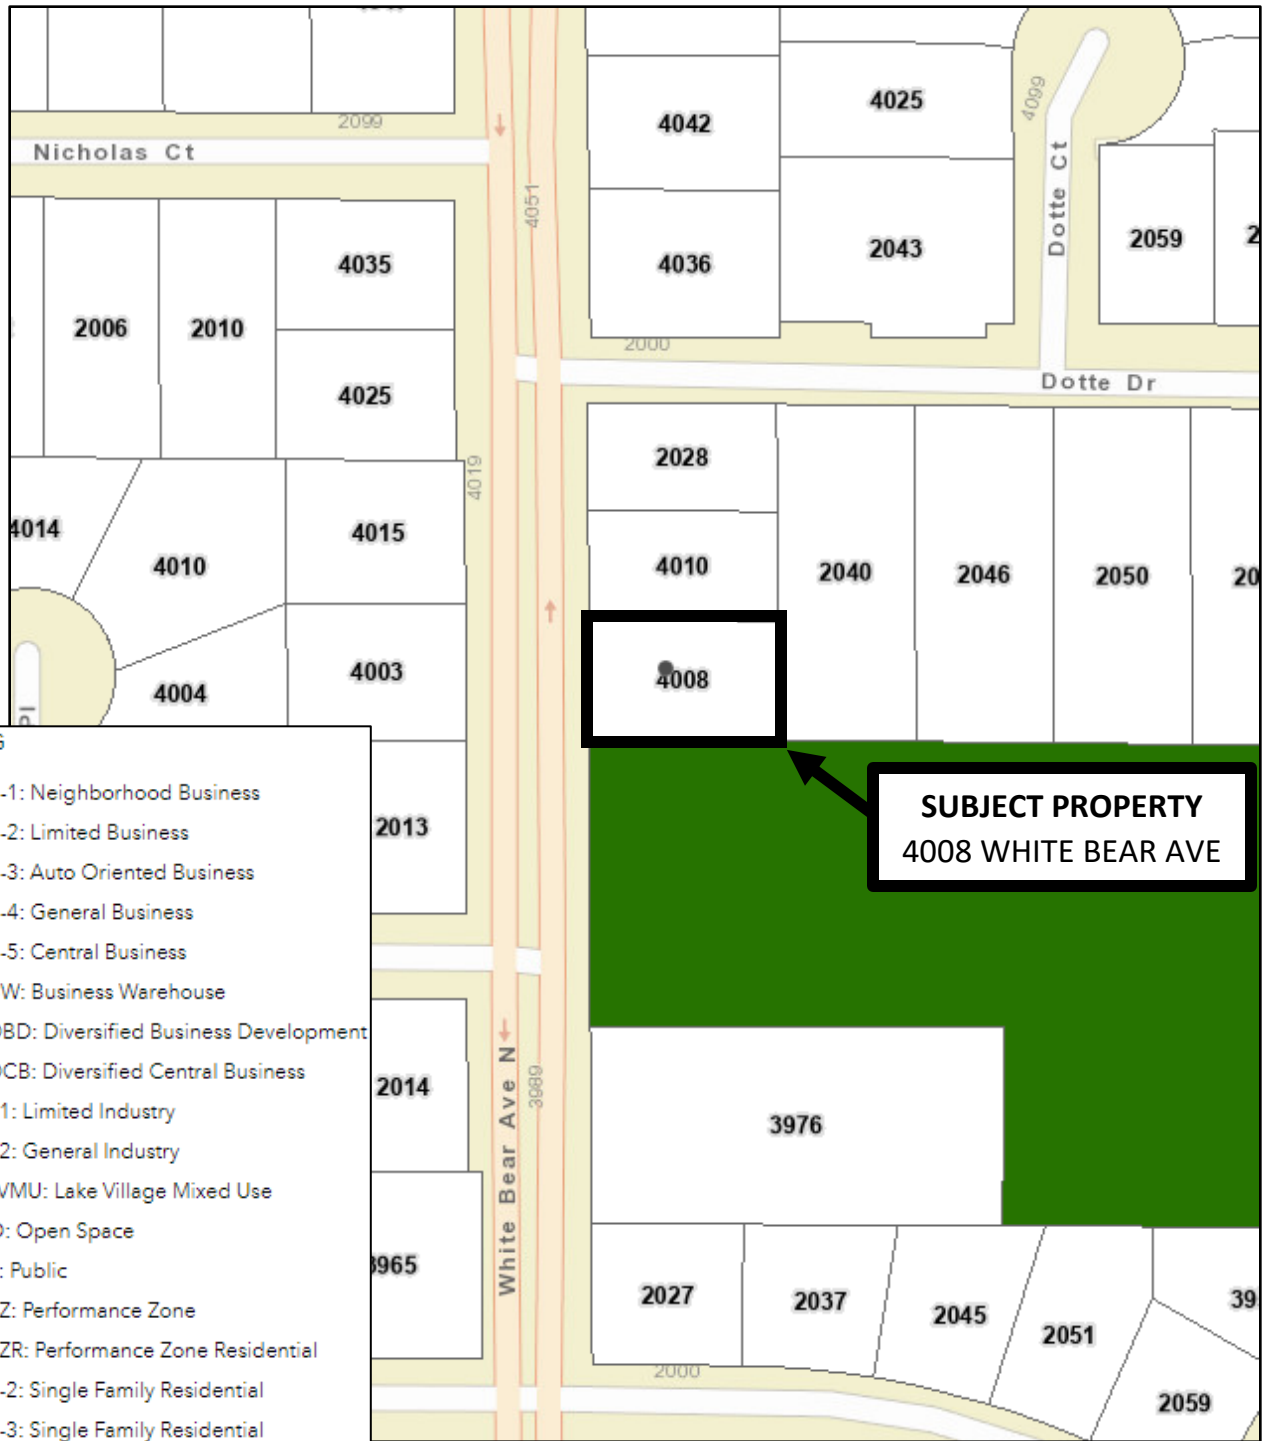 4042
4025
4099
2099
Nicholas Ct
4051
Dotte Ct
4035
4036
2043
2059
2006
2010
2000
Dotte Dr
4025
2028
4019
4014
4010
4015
4010
2040
2046
2050
20
4003
4008
4004
Pl
SUBJECT PROPERTY
4008 WHITE BEAR AVE
2013
-1: Neighborhood Business
-2: Limited Business
-3: Auto Oriented Business
-4: General Business
-5: Central Business
W: Business Warehouse
DBD: Diversified Business Development
DCB: Diversified Central Business
1: Limited Industry
2: General Industry
VMU: Lake Village Mixed Use
O: Open Space
: Public
Z: Performance Zone
ZR: Performance Zone Residential
-2: Single Family Residential
-3: Single Family Residential
2014
3989
White Bear Ave N
3976
3965
2027
2037
2045
2051
39
2000
2059